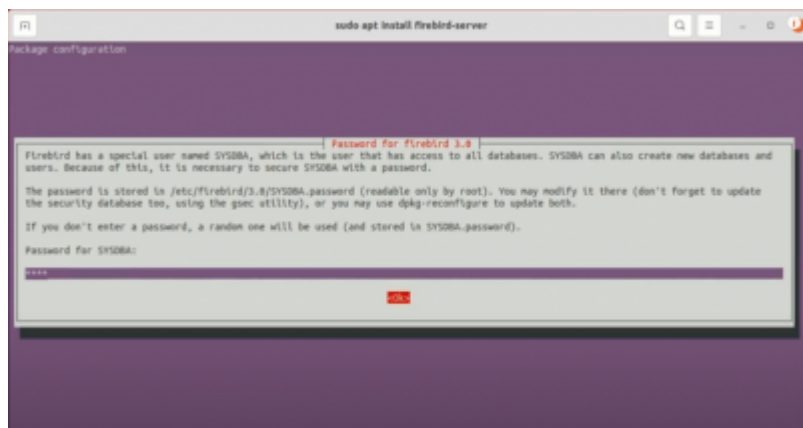 sudo apt install firebird-server
Package configuration
Password for firebird 3.0
Firebird has a special user named SYSDBA, which is the user that has access to all databases. SYSDBA can also create new databases and
users. Because of this, it is necessary to secure SYSDBA with a password.
The password is stored in /etc/firebird/3.0/SYSDBA.password (readable only by root). You may modify it there (don't forget to update
the security database too, using the gsec utility), or you may use dpkg-reconfigure to update both.
If you don't enter a password, a random one will be used (and stored in SYSDBA.password).
Password for SYSDBA:
****
<Ok>